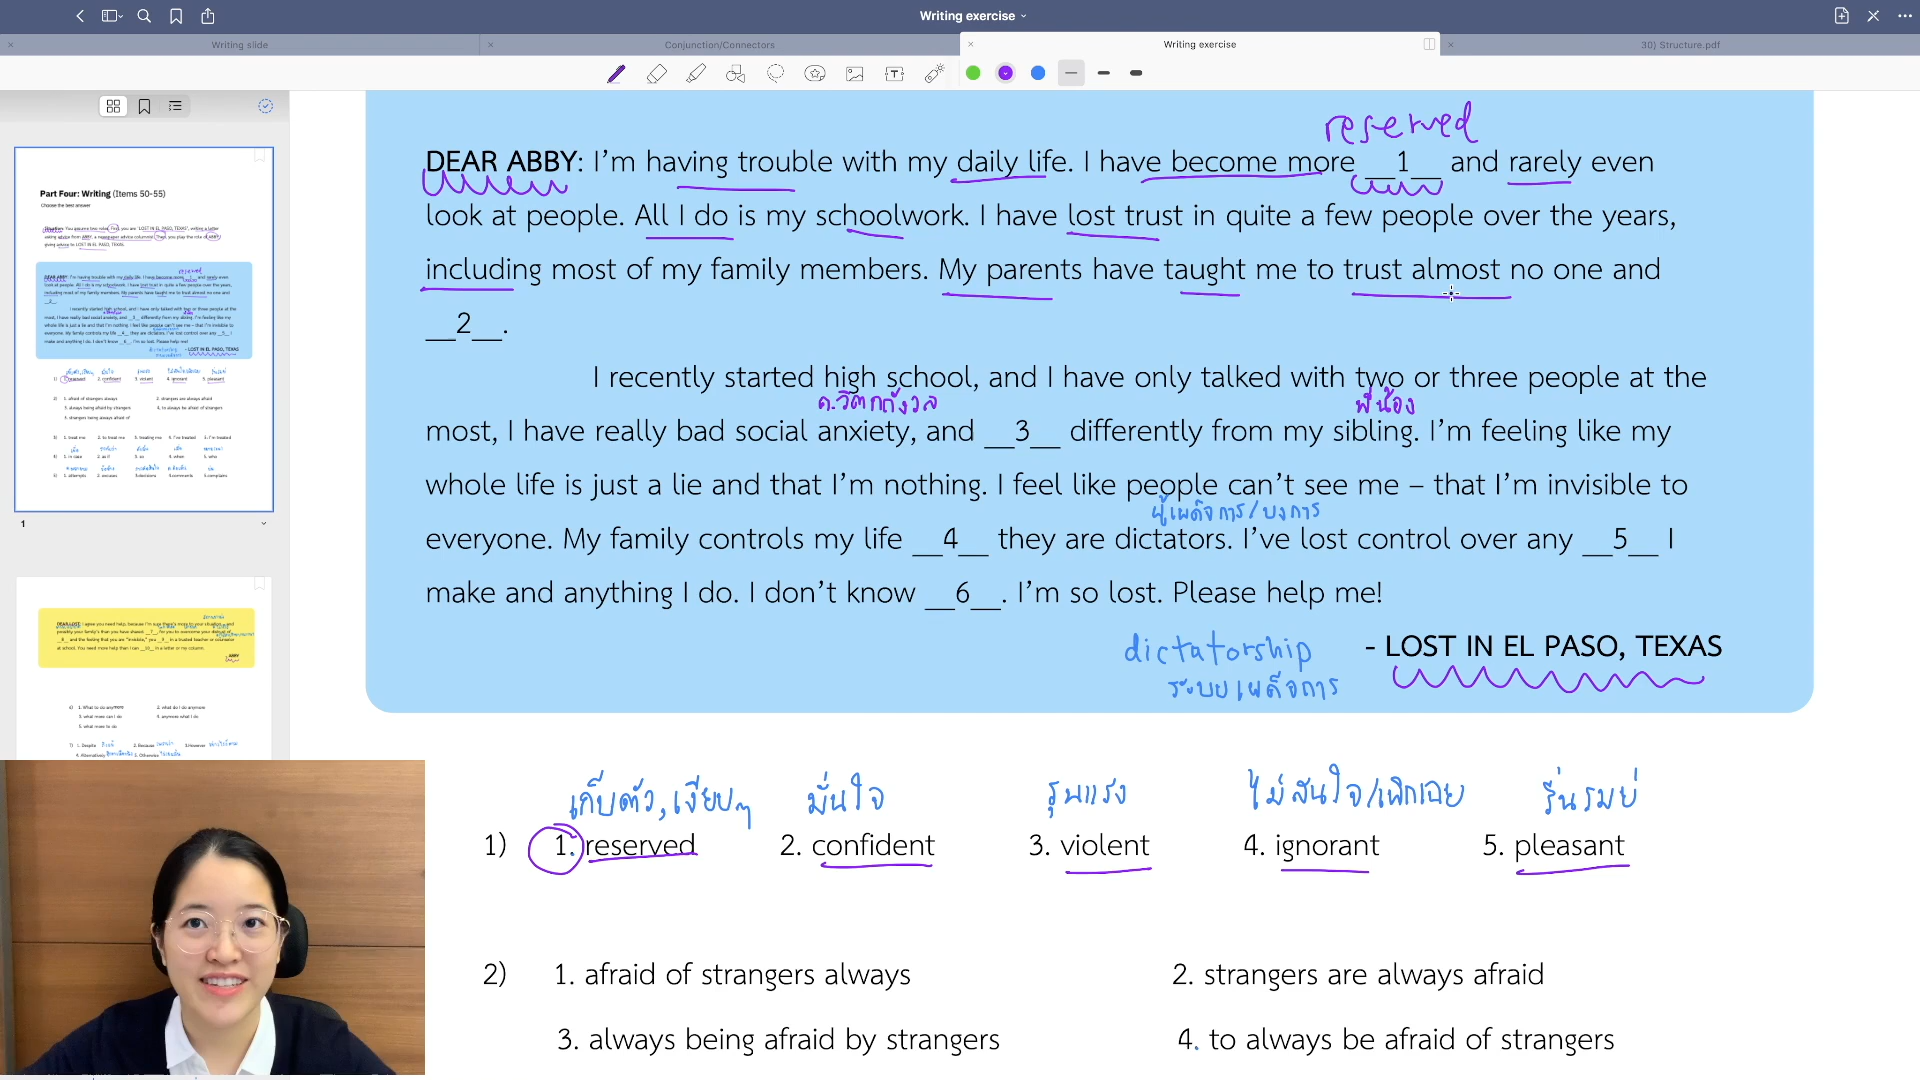 Writing exercise
Writing slide
Conjunction/Connectors
Writing exercise
30) Structure.pdf
Part Four: Writing (Items 50-55)
Choose the best answer
1
reserved
DEAR ABBY: I'm having trouble with my daily life. I have become more __1__ and rarely even
look at people. All I do is my schoolwork. I have lost trust in quite a few people over the years,
including most of my family members. My parents have taught me to trust almost no one and
__2__.
I recently started high school, and I have only talked with two or three people at the
ค.วิตกกังวล
พี่น้อง
most, I have really bad social anxiety, and __3__ differently from my sibling. I'm feeling like my
whole life is just a lie and that I'm nothing. I feel like people can't see me – that I'm invisible to
ผู้เผด็จการ/บงการ
everyone. My family controls my life __4__ they are dictators. I've lost control over any __5__ I
make and anything I do. I don't know __6__. I'm so lost. Please help me!
dictatorship
- LOST IN EL PASO, TEXAS
ระบบเผด็จการ
เก็บตัว, เงียบๆ
มั่นใจ
รุนแรง
ไม่สนใจ/เพิกเฉย
รื่นรมย์
1) 1. reserved 2. confident 3. violent 4. ignorant 5. pleasant
2) 1. afraid of strangers always 2. strangers are always afraid
3. always being afraid by strangers 4. to always be afraid of strangers